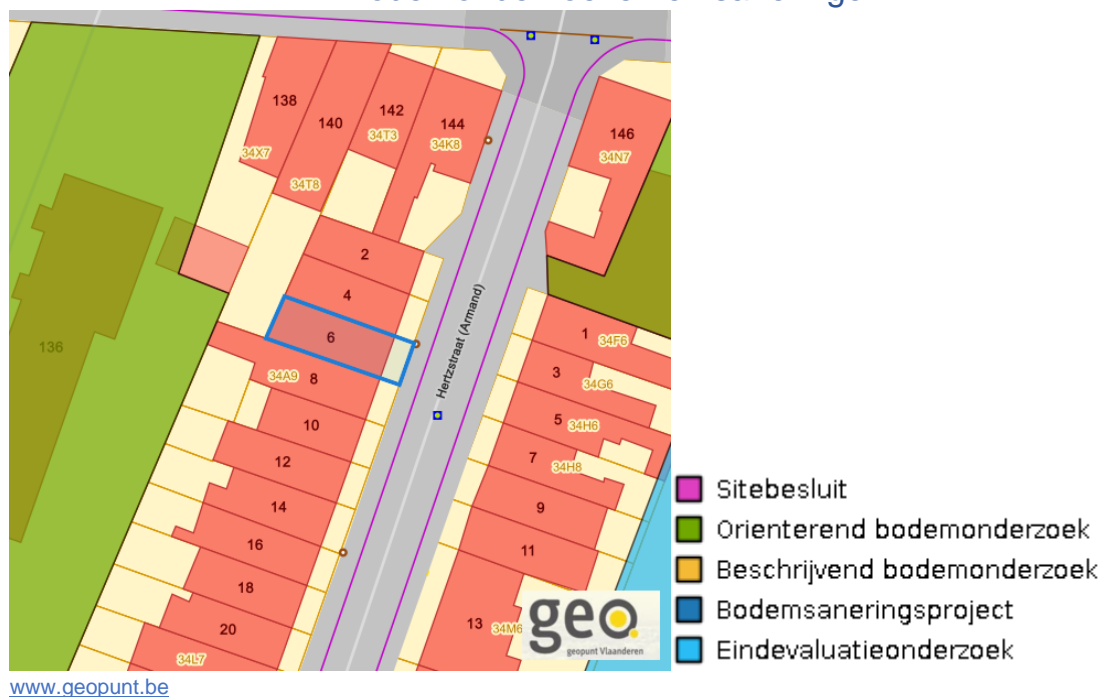 138
140
142
144
146
34X7
34T8
34T3
34K8
34N7
2
4
6
8
34A9
10
12
14
16
18
20
34L7
136
Hertzstraat (Armand)
1
34F6
3
34G6
5
34H6
7
34H8
9
11
13
34M6
geo
geopunt Vlaanderen
Sitebesluit
Orienterend bodemonderzoek
Beschrijvend bodemonderzoek
Bodemsaneringsproject
Eindevaluatieonderzoek
www.geopunt.be